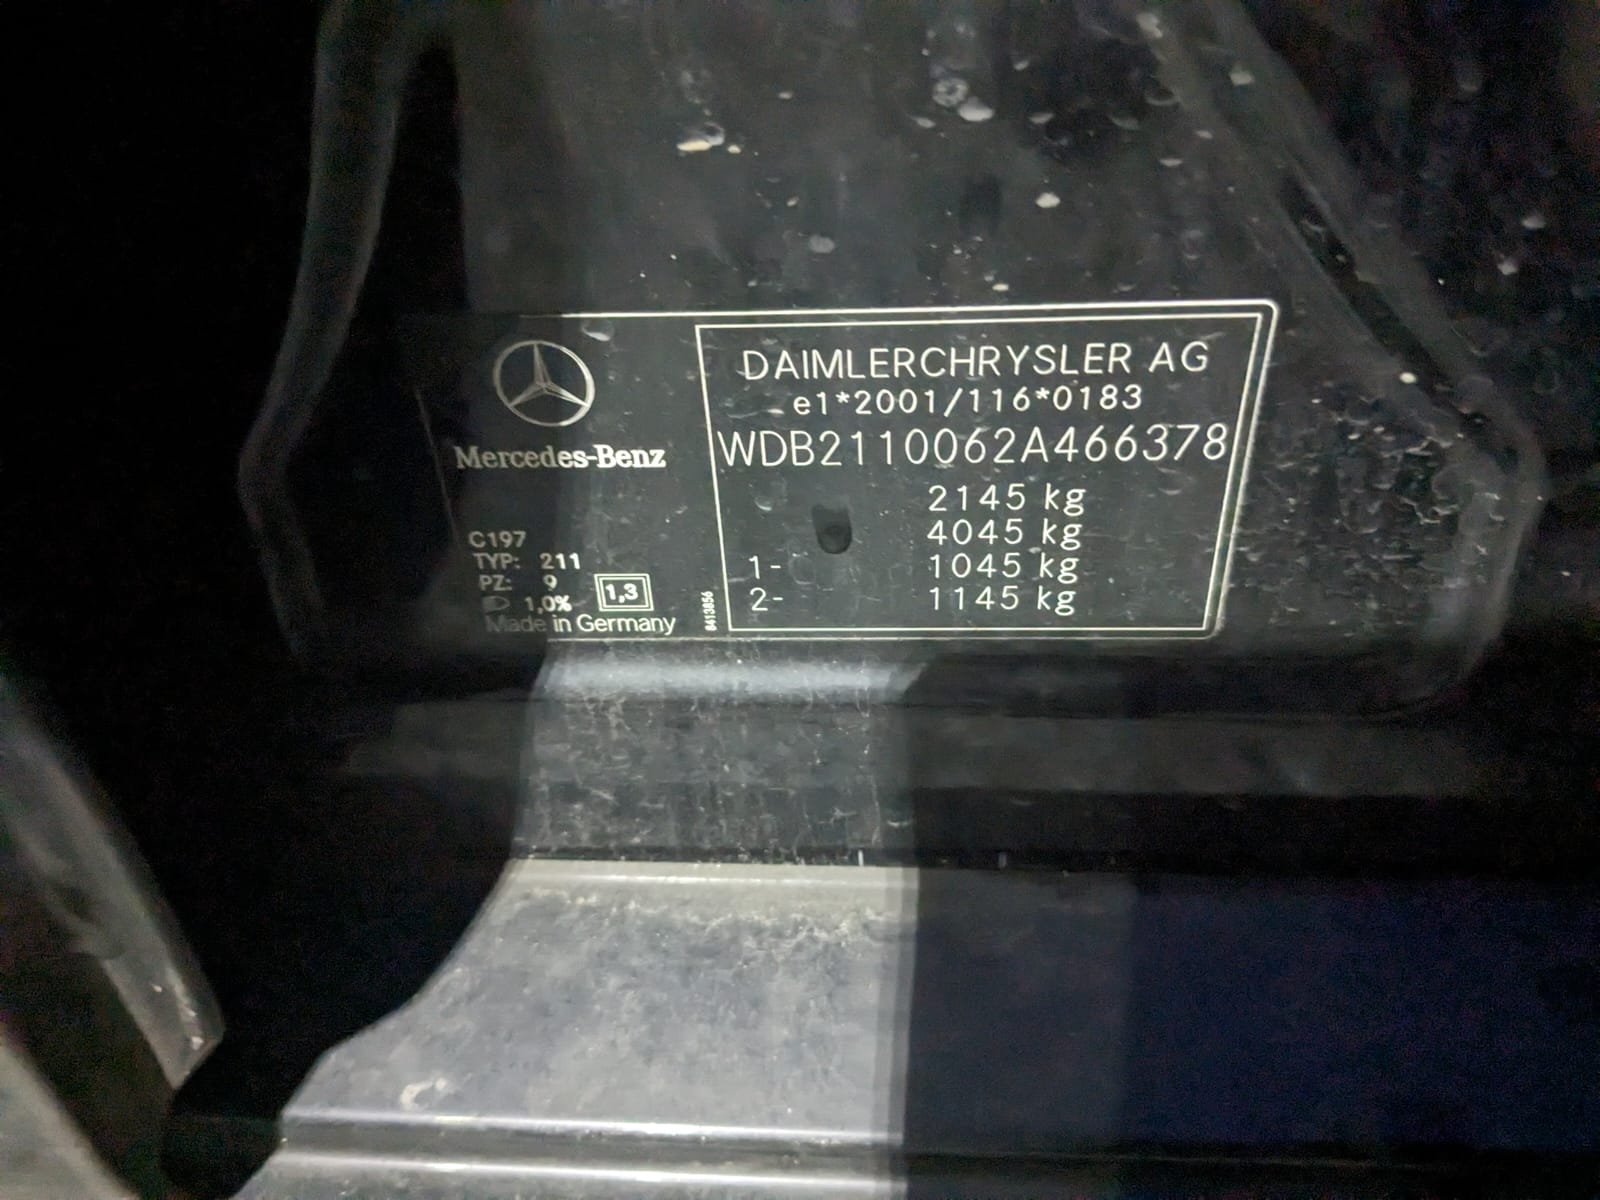 DAIMLERCHRYSLER AG
e1*2001/116*0183
WDB2110062A466378
2145 kg
4045 kg
1- 1045 kg
2- 1145 kg
Mercedes-Benz
C197
TYP: 211
PZ: 9
1,0% 1,3
Made in Germany
8413856